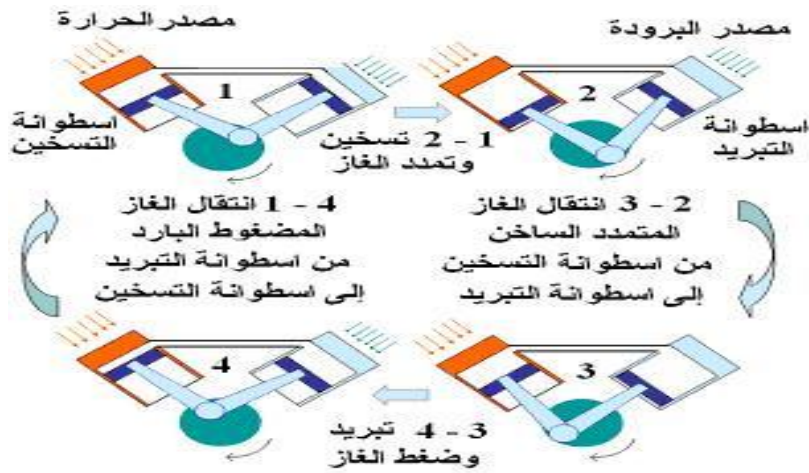 مصدر الحرارة
مصدر البرودة
1
2
اسطوانة
التسخين
1 - 2 تسخين
وتمدد الغاز
اسطوانة
التبريد
4 - 1 انتقال الغاز
المضغوط البارد
من اسطوانة التبريد
إلى اسطوانة التسخين
2 - 3 انتقال الغاز
المتمدد الساخن
من اسطوانة التسخين
إلى اسطوانة التبريد
4
3
3 - 4 تبريد
وضغط الغاز